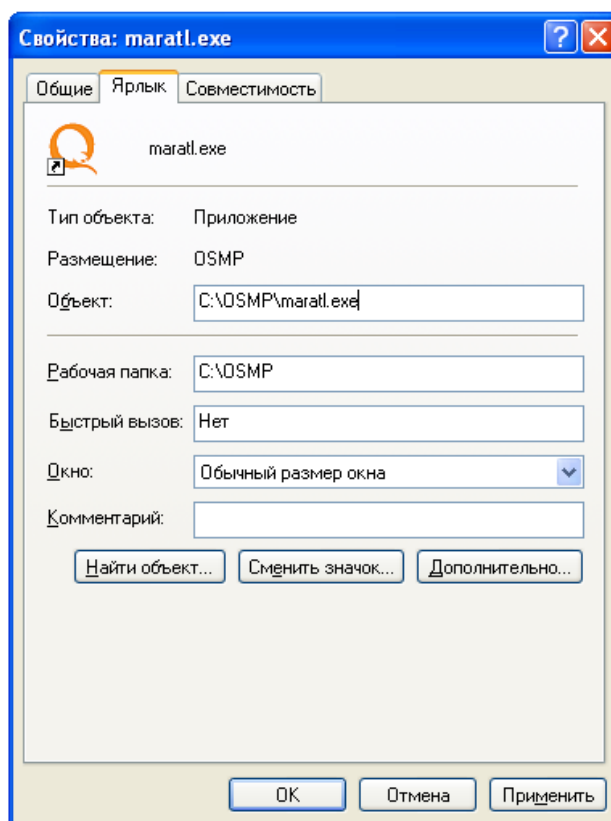 Свойства: maratl.exe
Общие Ярлык Совместимость
maratl.exe
Тип объекта: Приложение
Размещение: OSMP
Объект: C:\OSMP\maratl.exe
Рабочая папка: C:\OSMP
Быстрый вызов: Нет
Окно: Обычный размер окна
Комментарий:
Найти объект... Сменить значок... Дополнительно...
OK Отмена Применить